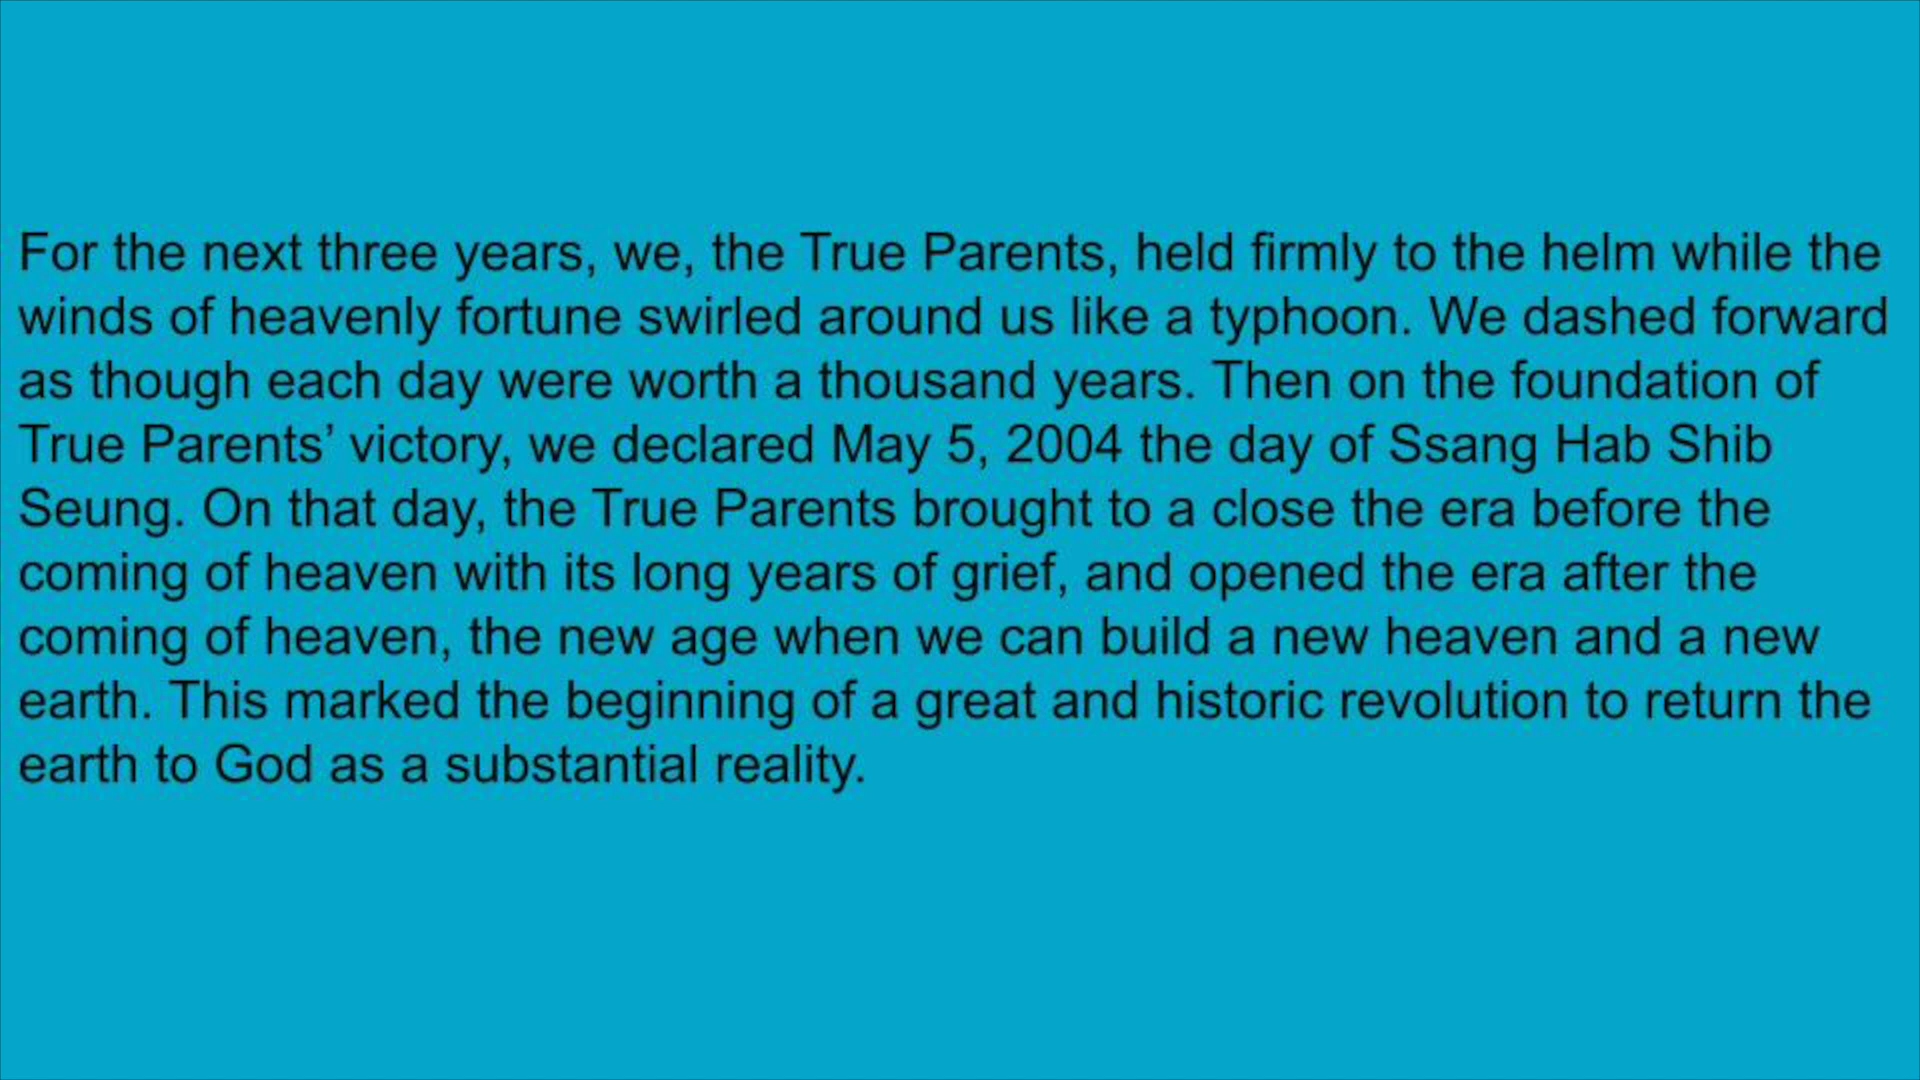 For the next three years, we, the True Parents, held firmly to the helm while the
winds of heavenly fortune swirled around us like a typhoon. We dashed forward
as though each day were worth a thousand years. Then on the foundation of
True Parents’ victory, we declared May 5, 2004 the day of Ssang Hab Shib
Seung. On that day, the True Parents brought to a close the era before the
coming of heaven with its long years of grief, and opened the era after the
coming of heaven, the new age when we can build a new heaven and a new
earth. This marked the beginning of a great and historic revolution to return the
earth to God as a substantial reality.